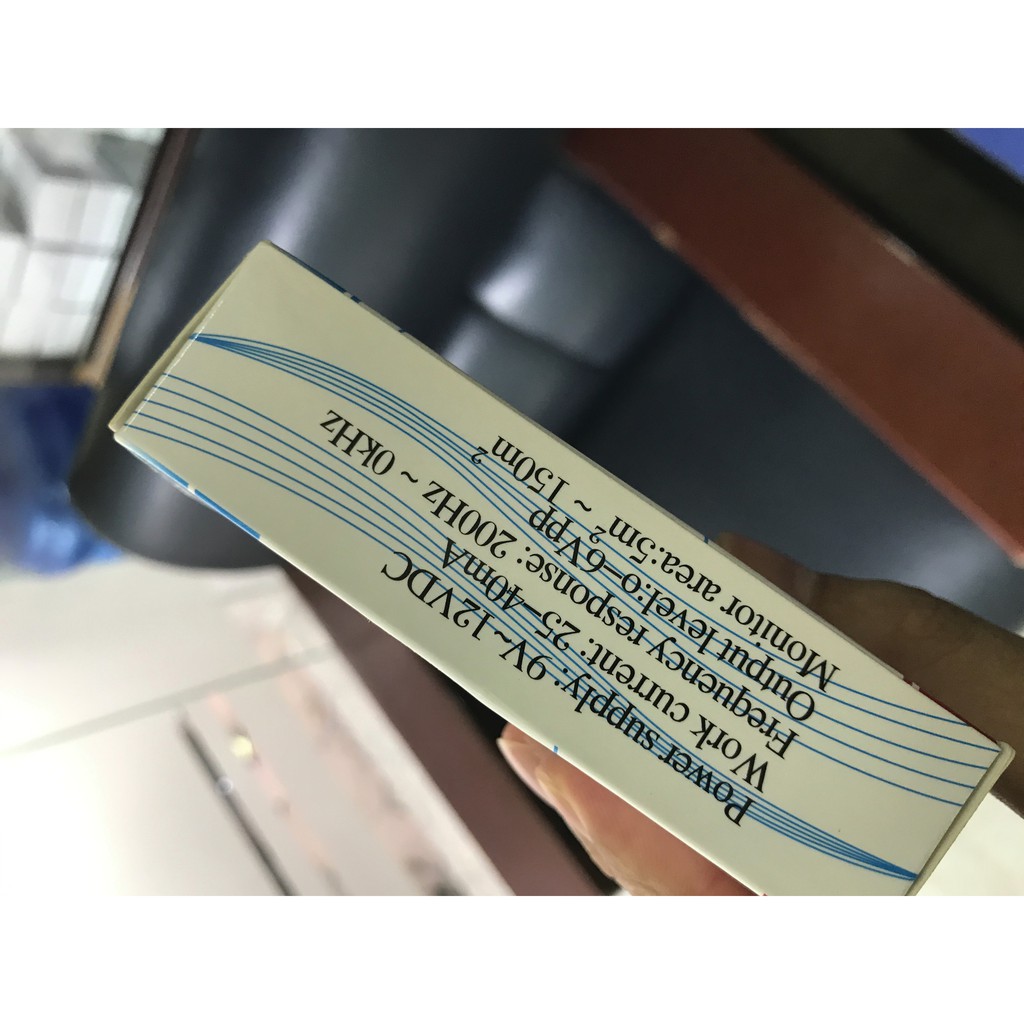 Power supply: 9V~12VDC
Work current: 25-40mA
Frequency response: 200Hz ~ 0kHz
Output level:o-6Vpp
Monitor area:5m² ~ 150m²